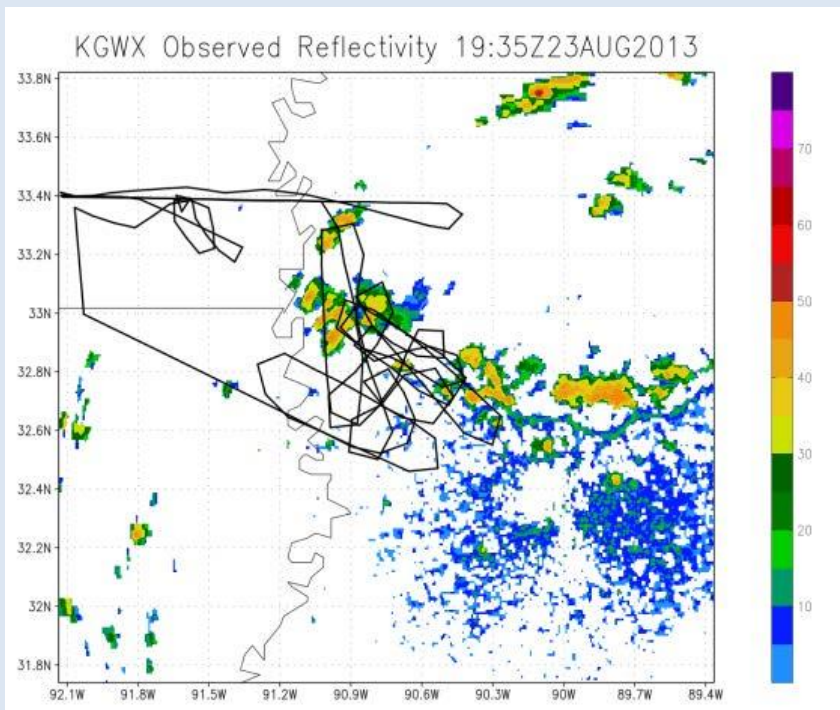 KGWX Observed Reflectivity 19:35Z23AUG2013
33.8N
33.6N
33.4N
33.2N
33N
32.8N
32.6N
32.4N
32.2N
32N
31.8N
92.1W 91.8W 91.5W 91.2W 90.9W 90.6W 90.3W 90W 89.7W 89.4W
70
60
50
40
30
20
10